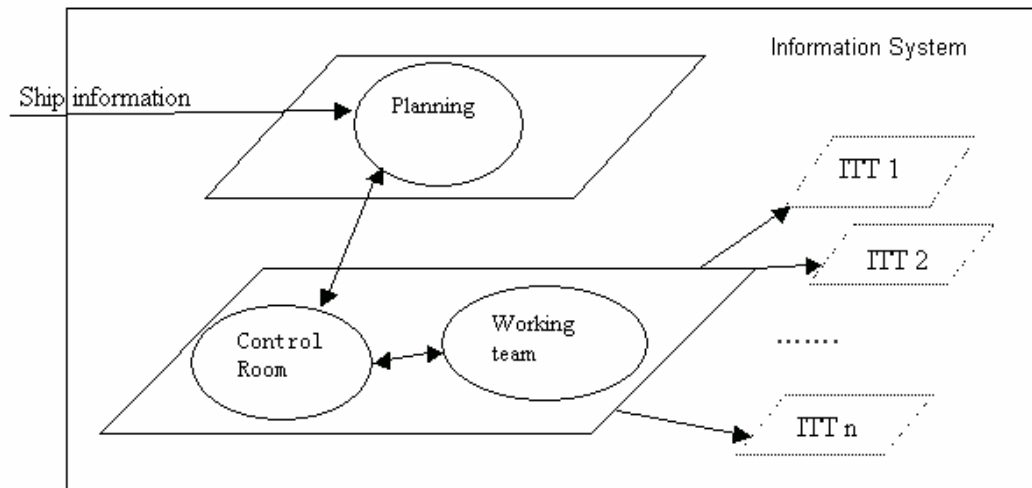 Information System
Ship information
Planning
ITT 1
ITT 2
Control
Room
Working
team
.......
ITT n